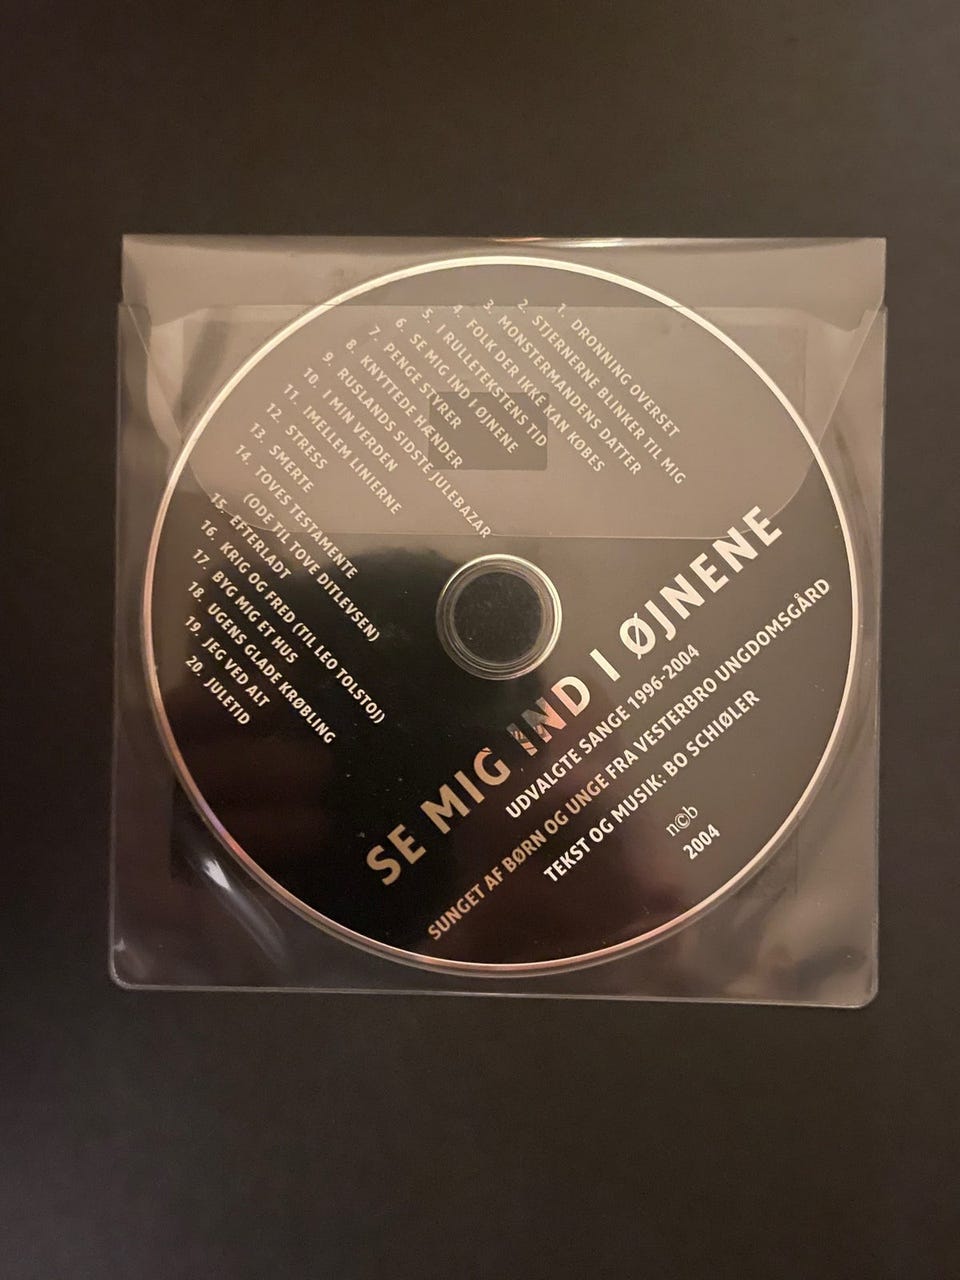 1. DRONNING OVERSET
2. STJERNERNE BLINKER TIL MIG
3. MONSTERMANDENS DATTER
4. FOLK DER IKKE KAN KØBES
5. I RULLETEKSTENS TID
6. SE MIG IND I ØJNENE
7. PENGE STYRER
8. KNYTTEDE HÆNDER
9. RUSLANDS SIDSTE JULEBAZAR
10. I MIN VERDEN
11. IMELLEM LINIERNE
12. STRESS
13. SMERTE
14. TOVES TESTAMENTE
(ODE TIL TOVE DITLEVSEN)
15. EFTERLADT
16. KRIG OG FRED (TIL LEO TOLSTOJ)
17. BYG MIG ET HUS
18. UGENS GLADE KRØBLING
19. JEG VED ALT
20. JULETID
SE MIG IND I ØJNENE
UDVALGTE SANGE 1996-2004
SUNGET AF BØRN OG UNGE FRA VESTERBRO UNGDOMSGÅRD
TEKST OG MUSIK: BO SCHIØLER
n©b
2004